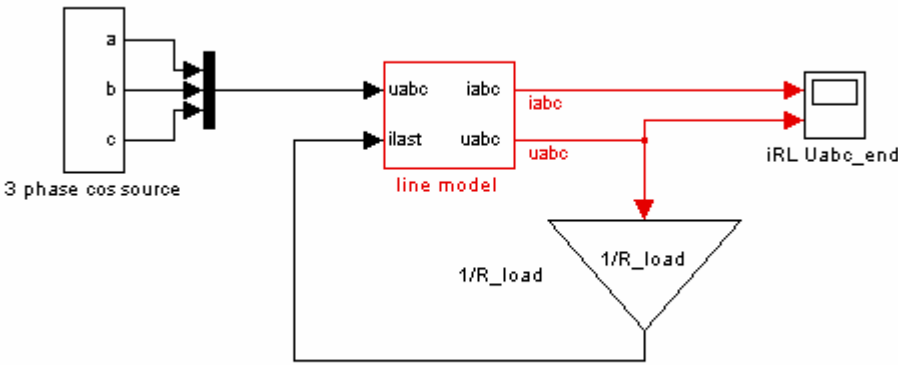 a
b
c
3 phase cos source
uabc
iabc
ilast
uabc
line model
iabc
uabc
iRL Uabc_end
1/R_load
1/R_load